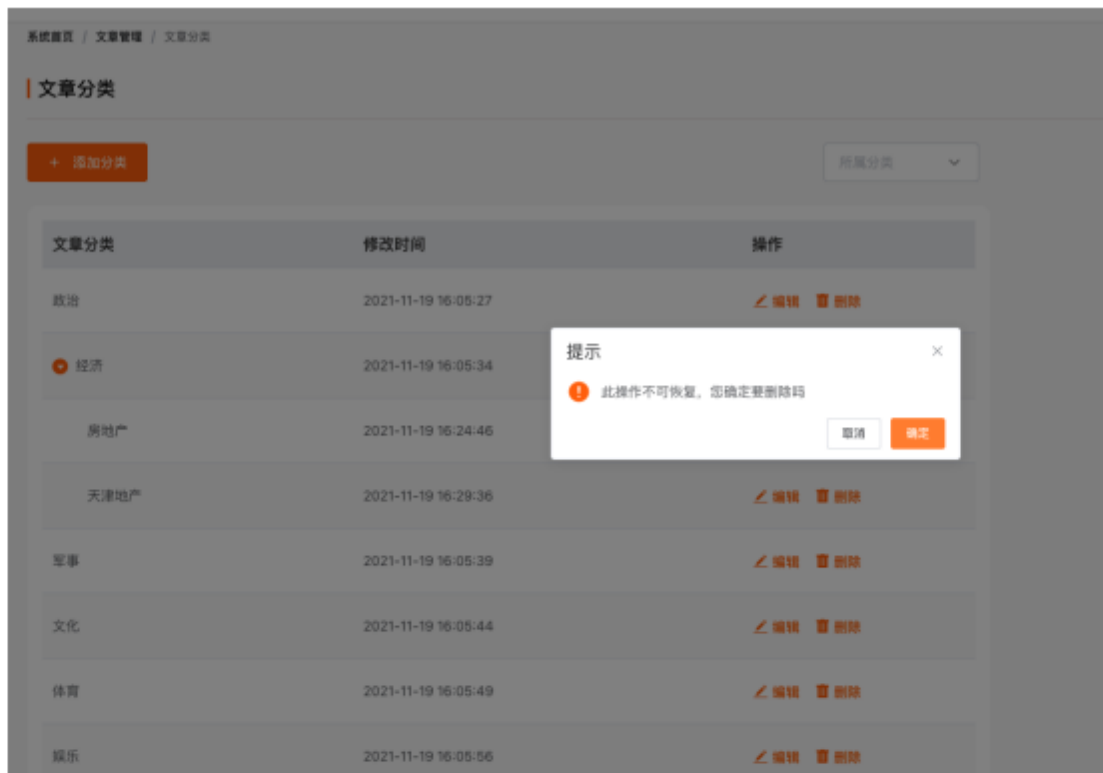 系统首页 / 文章管理 / 文章分类
文章分类
+ 添加分类
所属分类
文章分类 修改时间 操作
政治 2021-11-19 16:05:27 编辑 删除
经济 2021-11-19 16:05:34
房地产 2021-11-19 16:24:46
天津地产 2021-11-19 16:29:36 编辑 删除
军事 2021-11-19 16:05:39 编辑 删除
文化 2021-11-19 16:05:44 编辑 删除
体育 2021-11-19 16:05:49 编辑 删除
娱乐 2021-11-19 16:05:56 编辑 删除
提示
此操作不可恢复，您确定要删除吗
取消 确定